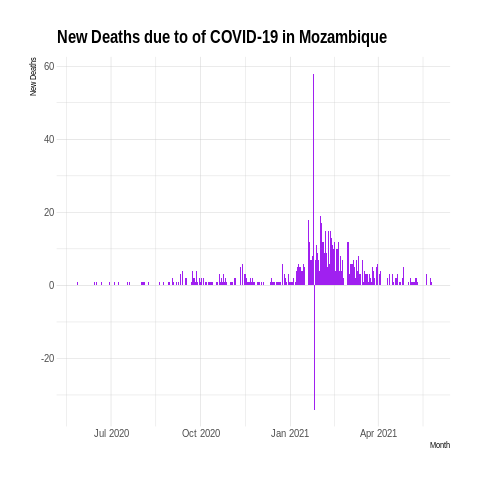 New Deaths due to of COVID-19 in Mozambique
New Deaths
60
40
20
0
-20
Jul 2020 Oct 2020 Jan 2021 Apr 2021
Month